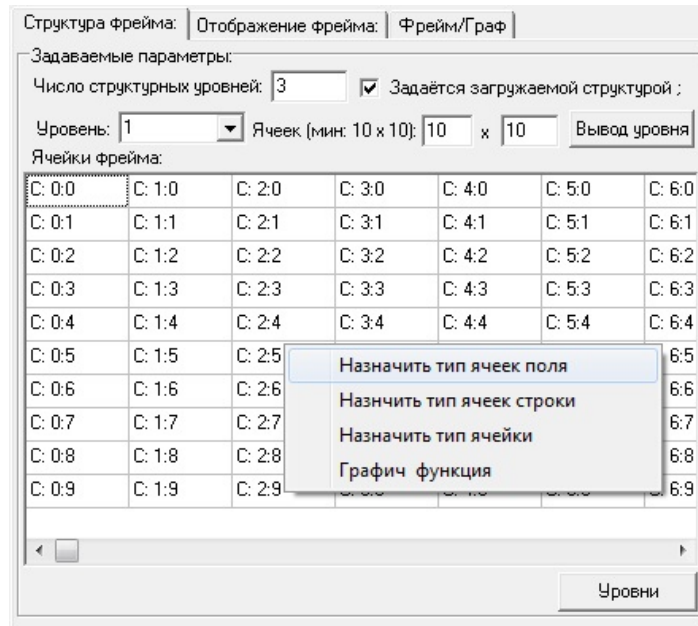 Структура фрейма: Отображение фрейма: Фрейм/Граф
Задаваемые параметры:
Число структурных уровней: 3 Задаётся загружаемой структурой ;
Уровень: 1 Ячеек (мин: 10 x 10): 10 x 10 Вывод уровня
Ячейки фрейма:
C: 0:0 C: 1:0 C: 2:0 C: 3:0 C: 4:0 C: 5:0 C: 6:0
C: 0:1 C: 1:1 C: 2:1 C: 3:1 C: 4:1 C: 5:1 C: 6:1
C: 0:2 C: 1:2 C: 2:2 C: 3:2 C: 4:2 C: 5:2 C: 6:2
C: 0:3 C: 1:3 C: 2:3 C: 3:3 C: 4:3 C: 5:3 C: 6:3
C: 0:4 C: 1:4 C: 2:4 C: 3:4 C: 4:4 C: 5:4 C: 6:4
C: 0:5 C: 1:5 C: 2:5 6:5
C: 0:6 C: 1:6 C: 2:6 6:6
C: 0:7 C: 1:7 C: 2:7 6:7
C: 0:8 C: 1:8 C: 2:8 6:8
C: 0:9 C: 1:9 C: 2:9 6:9
Назначить тип ячеек поля
Назнчить тип ячеек строки
Назначить тип ячейки
Графич функция
Уровни